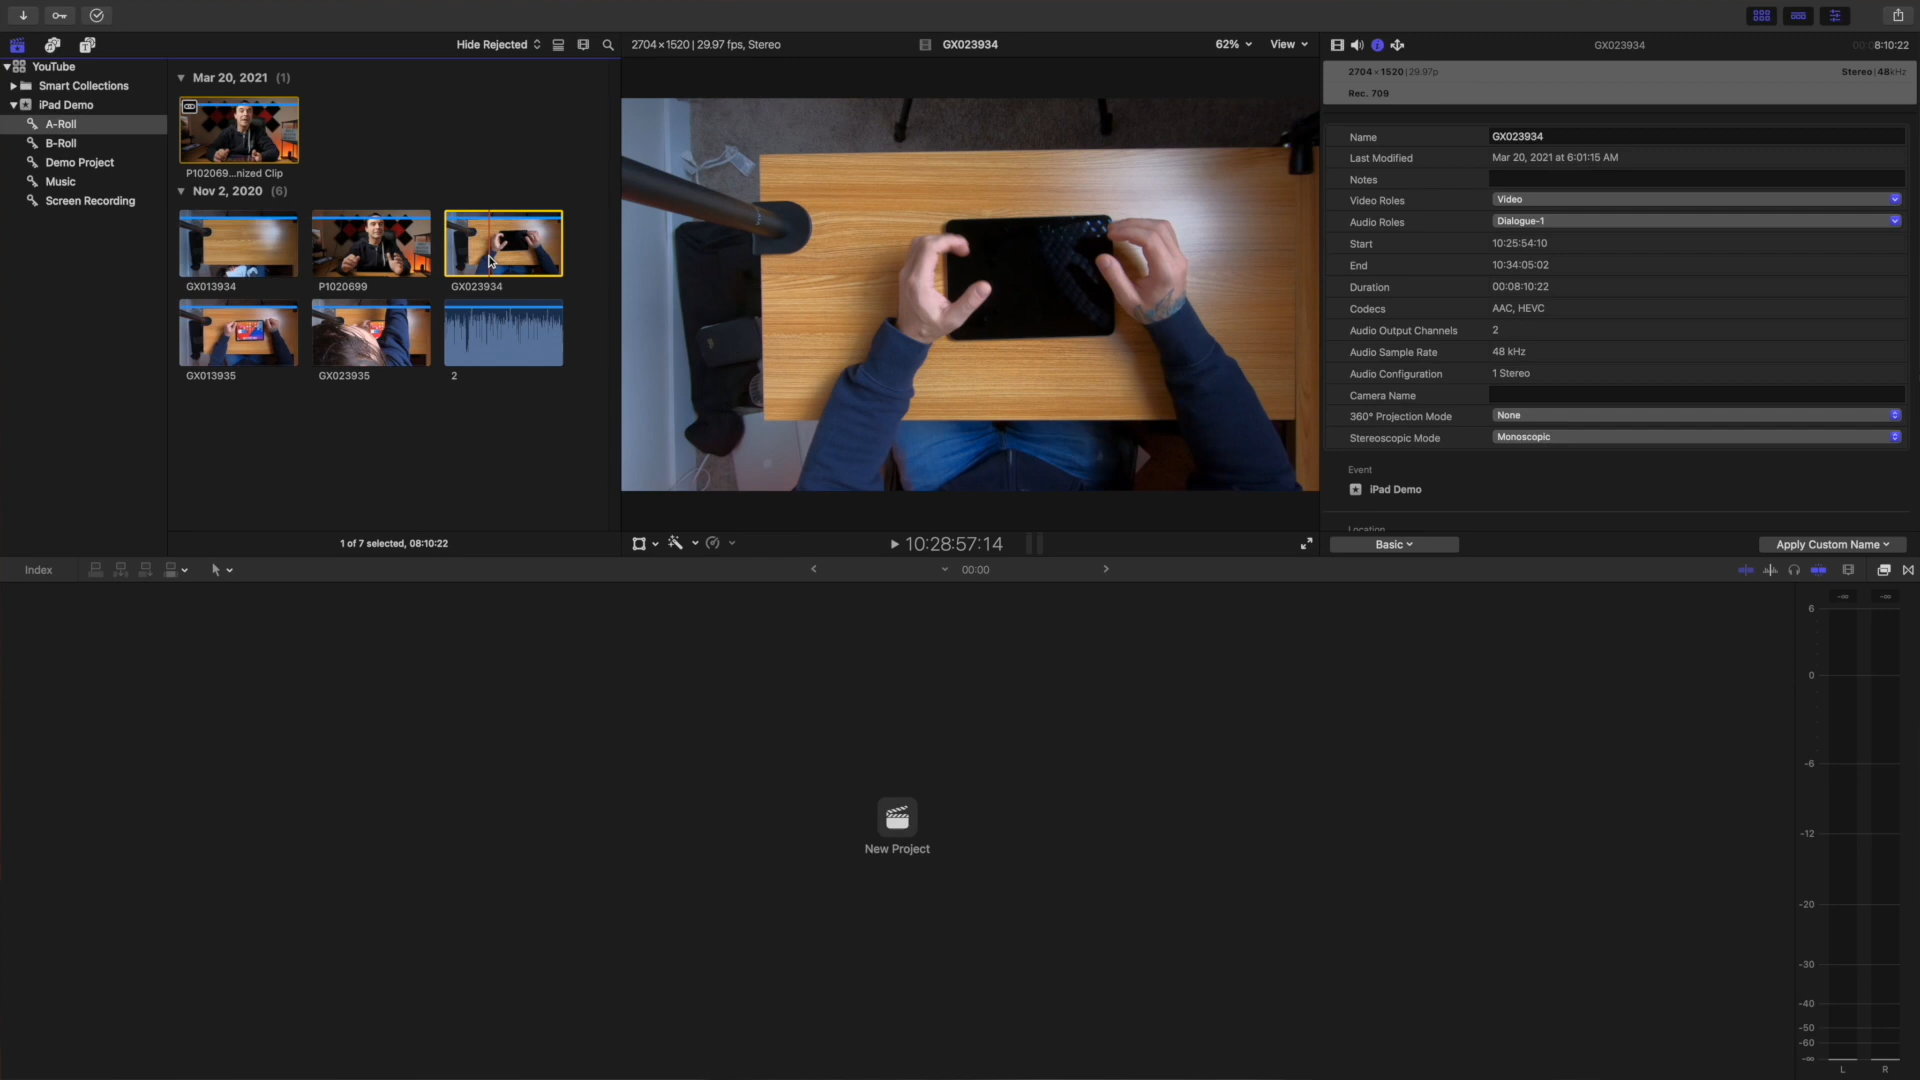 Hide Rejected
2704 × 1520 | 29.97 fps, Stereo
GX023934
62%
View
GX023934
00:08:10:22
YouTube
Smart Collections
iPad Demo
A-Roll
B-Roll
Demo Project
Music
Screen Recording
Mar 20, 2021 (1)
P102069...nized Clip
Nov 2, 2020 (6)
GX013934
P1020699
GX023934
GX013935
GX023935
2
1 of 7 selected, 08:10:22
10:28:57:14
2704 × 1520 | 29.97p
Stereo | 48kHz
Rec. 709
Name GX023934
Last Modified Mar 20, 2021 at 6:01:15 AM
Notes
Video Roles Video
Audio Roles Dialogue-1
Start 10:25:54:10
End 10:34:05:02
Duration 00:08:10:22
Codecs AAC, HEVC
Audio Output Channels 2
Audio Sample Rate 48 kHz
Audio Configuration 1 Stereo
Camera Name
360° Projection Mode None
Stereoscopic Mode Monoscopic
Event
iPad Demo
Location
Basic
Apply Custom Name
Index
00:00
New Project
-∞ -∞
6
0
-6
-12
-20
-30
-40
-50
-60
-∞
L R